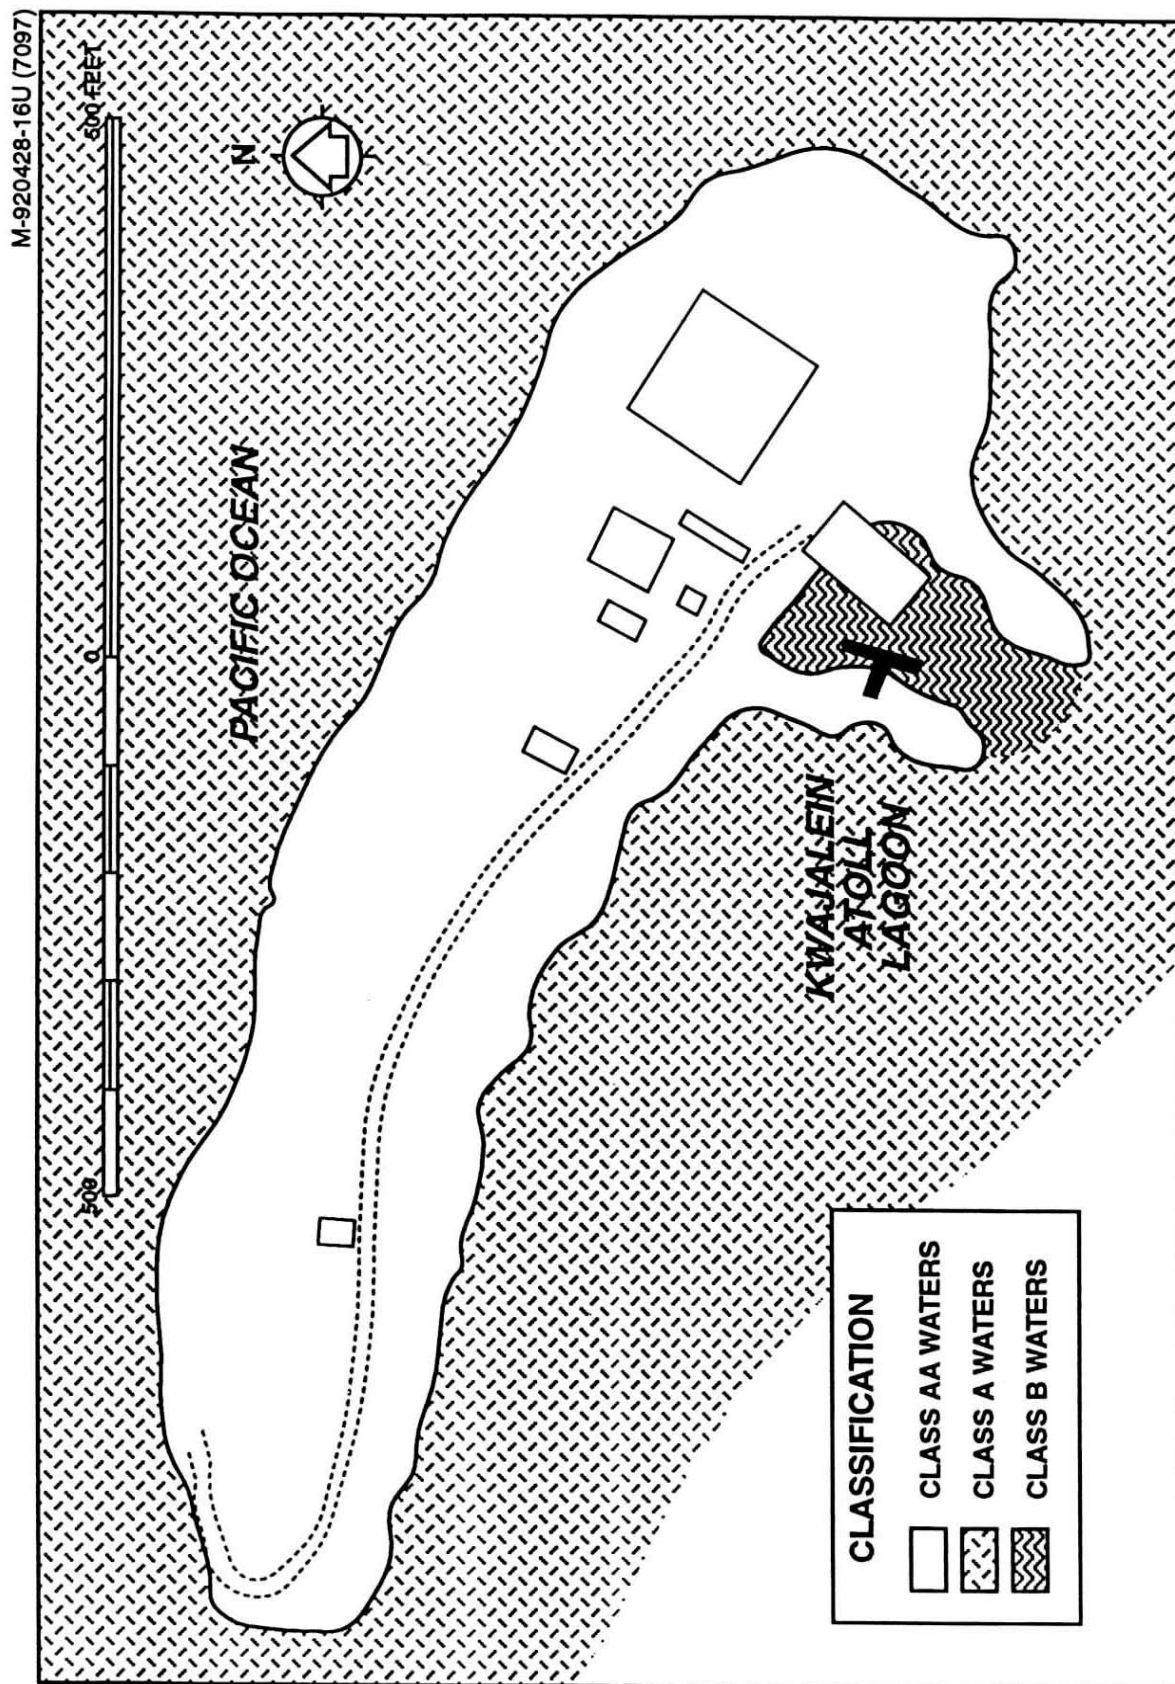 M-920428-16U (7097)
500
0
500 FEET
N
PACIFIC OCEAN
KWAJALEIN
ATOLL
LAGOON
CLASSIFICATION
CLASS AA WATERS
CLASS A WATERS
CLASS B WATERS